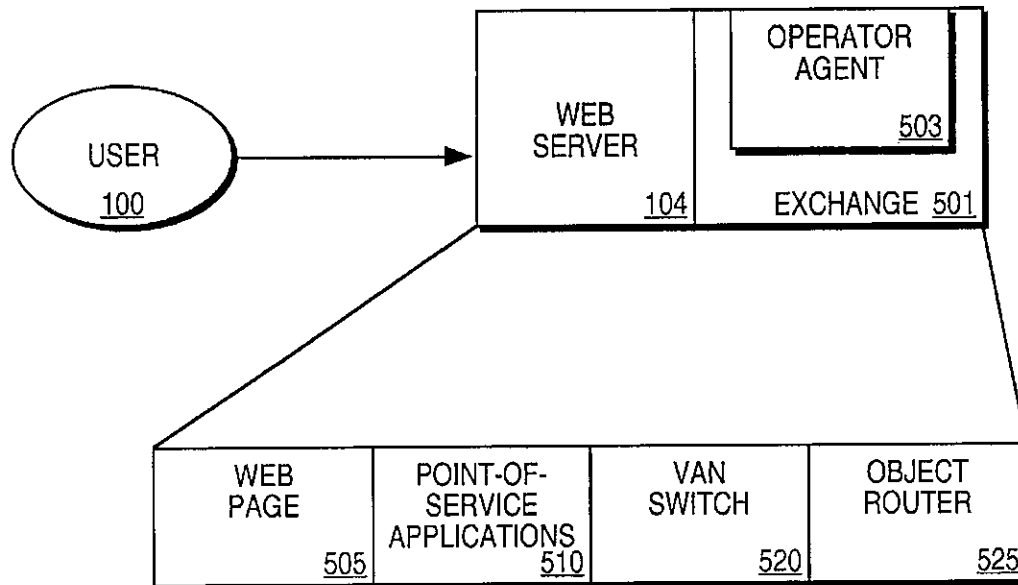 USER
100
WEB
SERVER
104
OPERATOR
AGENT
503
EXCHANGE 501
WEB
PAGE
505
POINT-OF-
SERVICE
APPLICATIONS
510
VAN
SWITCH
520
OBJECT
ROUTER
525